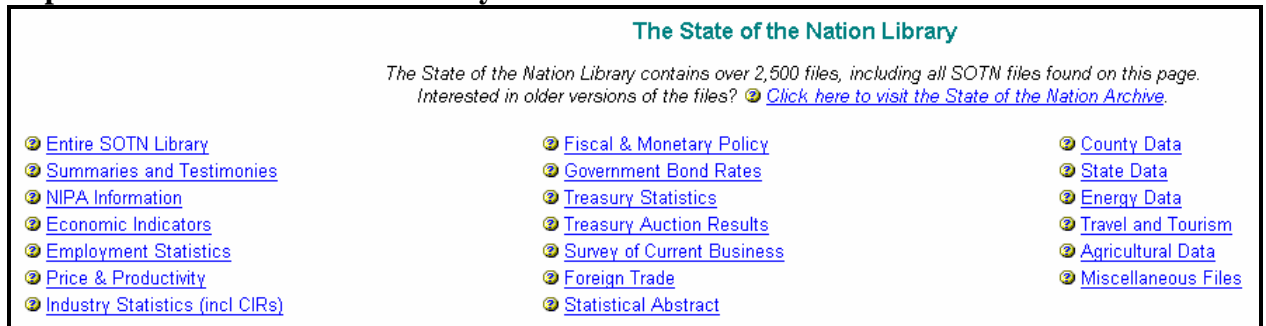 The State of the Nation Library
The State of the Nation Library contains over 2,500 files, including all SOTN files found on this page.
Interested in older versions of the files? Click here to visit the State of the Nation Archive.
Entire SOTN Library
Summaries and Testimonies
NIPA Information
Economic Indicators
Employment Statistics
Price & Productivity
Industry Statistics (incl CIRs)
Fiscal & Monetary Policy
Government Bond Rates
Treasury Statistics
Treasury Auction Results
Survey of Current Business
Foreign Trade
Statistical Abstract
County Data
State Data
Energy Data
Travel and Tourism
Agricultural Data
Miscellaneous Files